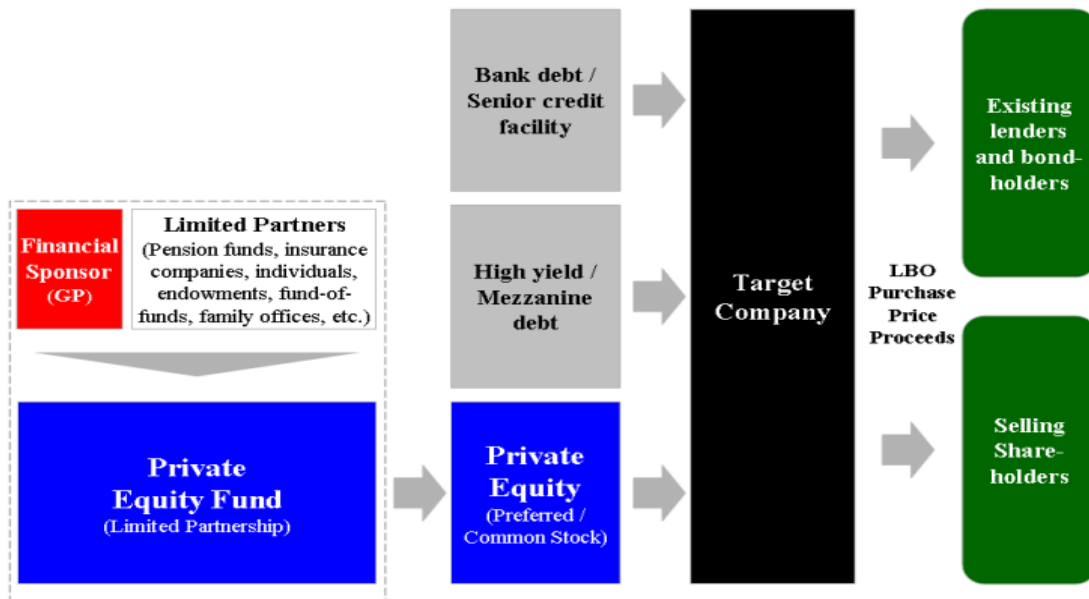 Financial
Sponsor
(GP)
Limited Partners
(Pension funds, insurance
companies, individuals,
endowments, fund-of-
funds, family offices, etc.)
Private
Equity Fund
(Limited Partnership)
Bank debt /
Senior credit
facility
High yield /
Mezzanine
debt
Private
Equity
(Preferred /
Common Stock)
Target
Company
LBO
Purchase
Price
Proceeds
Existing
lenders
and bond-
holders
Selling
Share-
holders